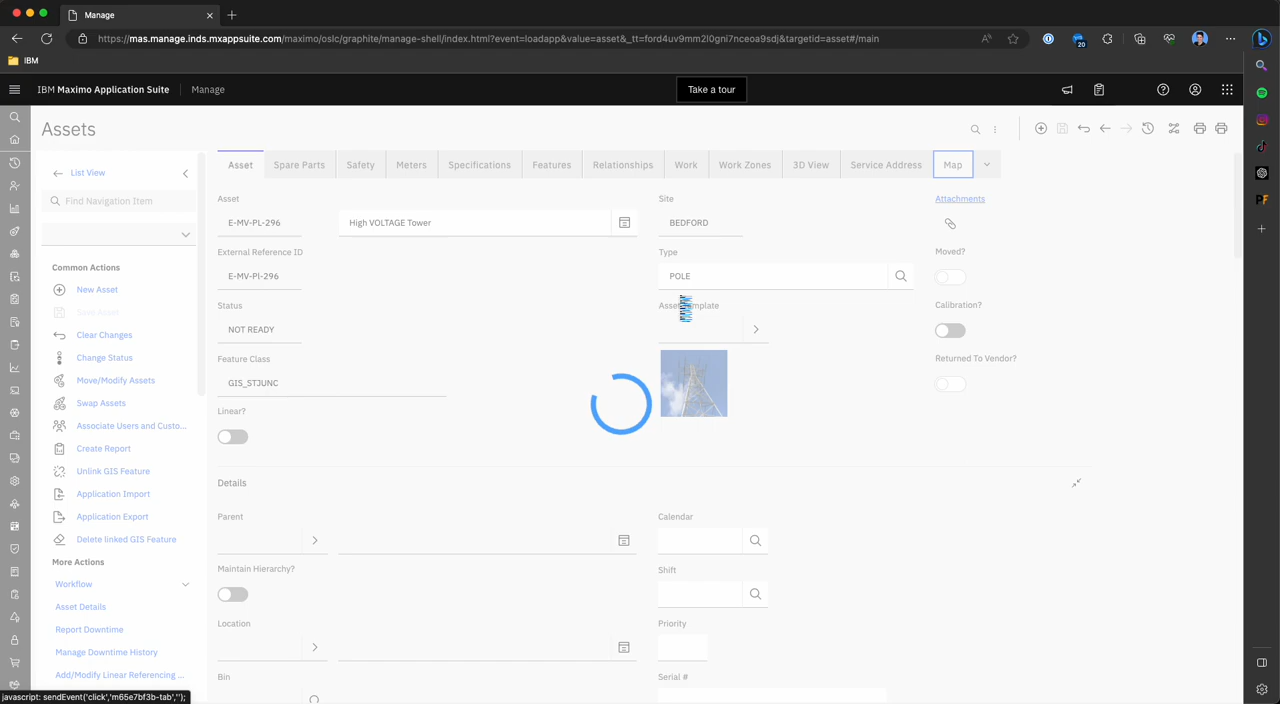 Manage
https://mas.manage.inds.mxappsuite.com/maximo/oslc/graphite/manage-shell/index.html?event=loadapp&value=asset&_tt=ford4uv9mm2l0gni7nceoa9sdj&targetid=asset#/main
20
IBM
IBM Maximo Application Suite
Manage
Take a tour
Assets
List View
Find Navigation Item
Common Actions
New Asset
Save Asset
Clear Changes
Change Status
Move/Modify Assets
Swap Assets
Associate Users and Custo...
Create Report
Unlink GIS Feature
Application Import
Application Export
Delete linked GIS Feature
More Actions
Workflow
Asset Details
Report Downtime
Manage Downtime History
Add/Modify Linear Referencing ...
Asset
Spare Parts
Safety
Meters
Specifications
Features
Relationships
Work
Work Zones
3D View
Service Address
Map
Asset
E-MV-PL-296
High VOLTAGE Tower
Site
BEDFORD
Attachments
External Reference ID
E-MV-Pl-296
Type
POLE
Moved?
Status
NOT READY
Calibration?
Feature Class
GIS_STJUNC
Returned To Vendor?
Linear?
Details
Parent
Calendar
Maintain Hierarchy?
Shift
Location
Priority
Bin
Serial #
javascript: sendEvent('click','m65e7bf3b-tab','');